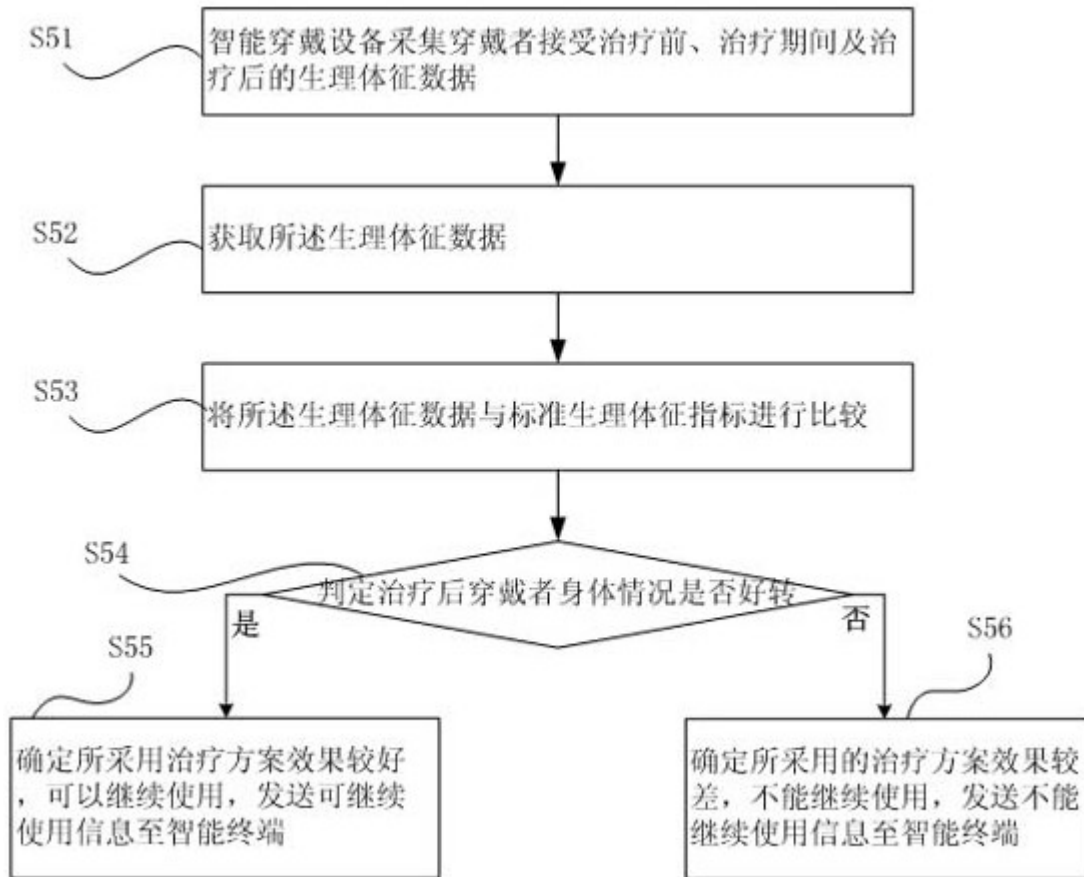 S51
智能穿戴设备采集穿戴者接受治疗前、治疗期间及治
疗后的生理体征数据
S52
获取所述生理体征数据
S53
将所述生理体征数据与标准生理体征指标进行比较
S54
判定治疗后穿戴者身体情况是否好转
是
否
S55
S56
确定所采用治疗方案效果较好
，可以继续使用，发送可继续
使用信息至智能终端
确定所采用的治疗方案效果较
差，不能继续使用，发送不能
继续使用信息至智能终端